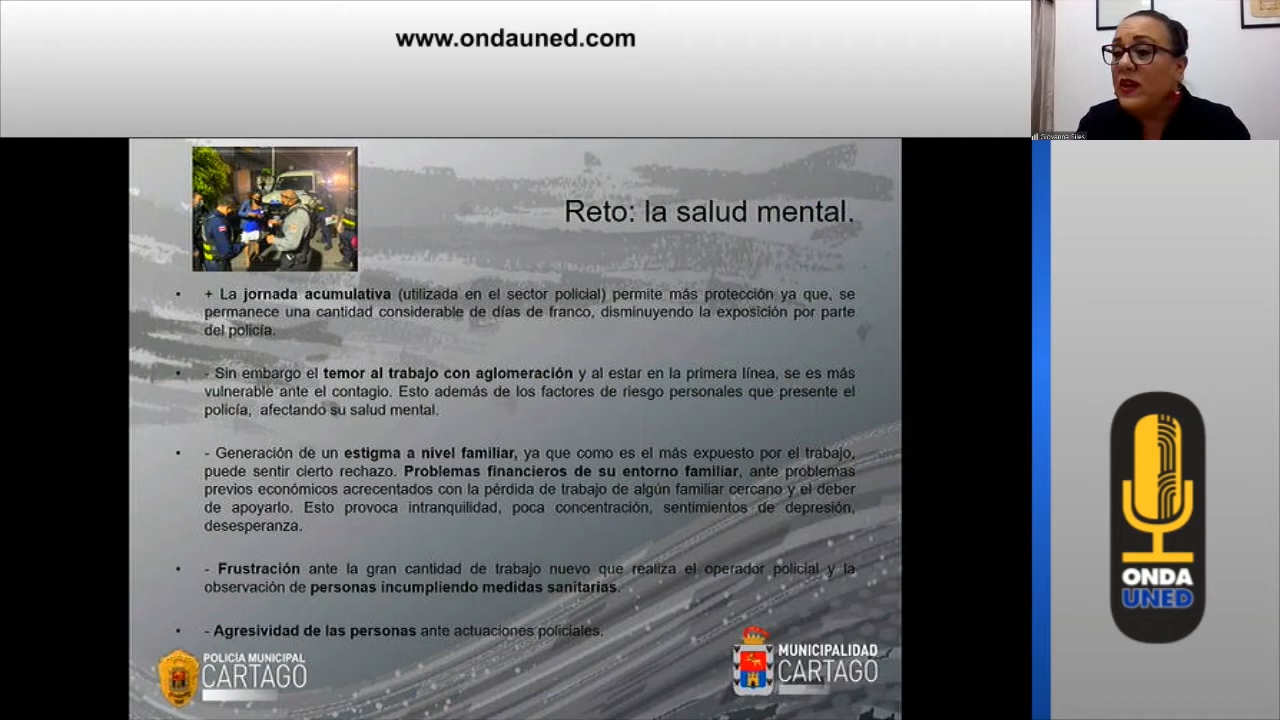 www.ondauned.com
Giovanna Siles
Reto: la salud mental.
• + La jornada acumulativa (utilizada en el sector policial) permite más protección ya que, se
permanece una cantidad considerable de días de franco, disminuyendo la exposición por parte
del policía.
• - Sin embargo el temor al trabajo con aglomeración y al estar en la primera línea, se es más
vulnerable ante el contagio. Esto además de los factores de riesgo personales que presente el
policía, afectando su salud mental.
• - Generación de un estigma a nivel familiar, ya que como es el más expuesto por el trabajo,
puede sentir cierto rechazo. Problemas financieros de su entorno familiar, ante problemas
previos económicos acrecentados con la pérdida de trabajo de algún familiar cercano y el deber
de apoyarlo. Esto provoca intranquilidad, poca concentración, sentimientos de depresión,
desesperanza.
• - Frustración ante la gran cantidad de trabajo nuevo que realiza el operador policial y la
observación de personas incumpliendo medidas sanitarias.
• - Agresividad de las personas ante actuaciones policiales.
POLICÍA MUNICIPAL
CARTAGO
MUNICIPALIDAD
CARTAGO
ONDA
UNED